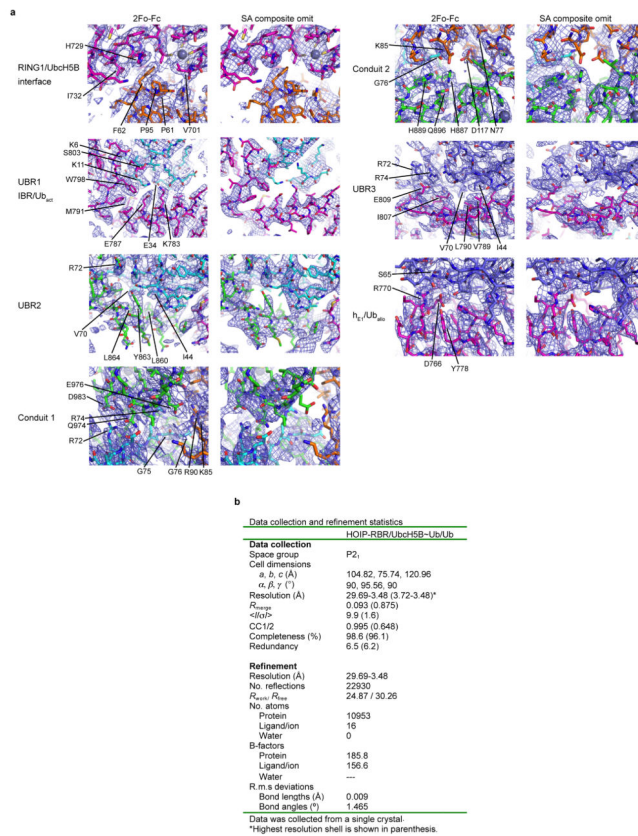 a
2Fo-Fc
SA composite omit
H729
RING1/UbcH5B
interface
I732
F62
P95
P61
V701
K6
S803
K11
W798
UBR1
IBR/Ubact
M791
E787
E34
K783
R72
UBR2
V70
L864
Y863
L860
I44
E976
D983
Conduit 1
R74
Q974
R72
G75
G76
R90
K85
2Fo-Fc
SA composite omit
K85
Conduit 2
G76
H889
Q896
H887
D117
N77
R72
R74
UBR3
E809
I807
V70
L790
V789
I44
S65
R770
hE1/Uballo
D766
Y778
b
Data collection and refinement statistics
HOIP-RBR/UbcH5B~Ub/Ub
Data collection
Space group P21
Cell dimensions
a, b, c (Å) 104.82, 75.74, 120.96
α, β, γ (°) 90, 95.56, 90
Resolution (Å) 29.69-3.48 (3.72-3.48)*
Rmerge 0.093 (0.875)
<I/σI> 9.9 (1.6)
CC1/2 0.995 (0.648)
Completeness (%) 98.6 (96.1)
Redundancy 6.5 (6.2)
Refinement
Resolution (Å) 29.69-3.48
No. reflections 22930
Rwork/ Rfree 24.87 / 30.26
No. atoms
Protein 10953
Ligand/ion 16
Water 0
B-factors
Protein 185.8
Ligand/ion 156.6
Water ---
R.m.s deviations
Bond lengths (Å) 0.009
Bond angles (º) 1.465
Data was collected from a single crystal.
*Highest resolution shell is shown in parenthesis.